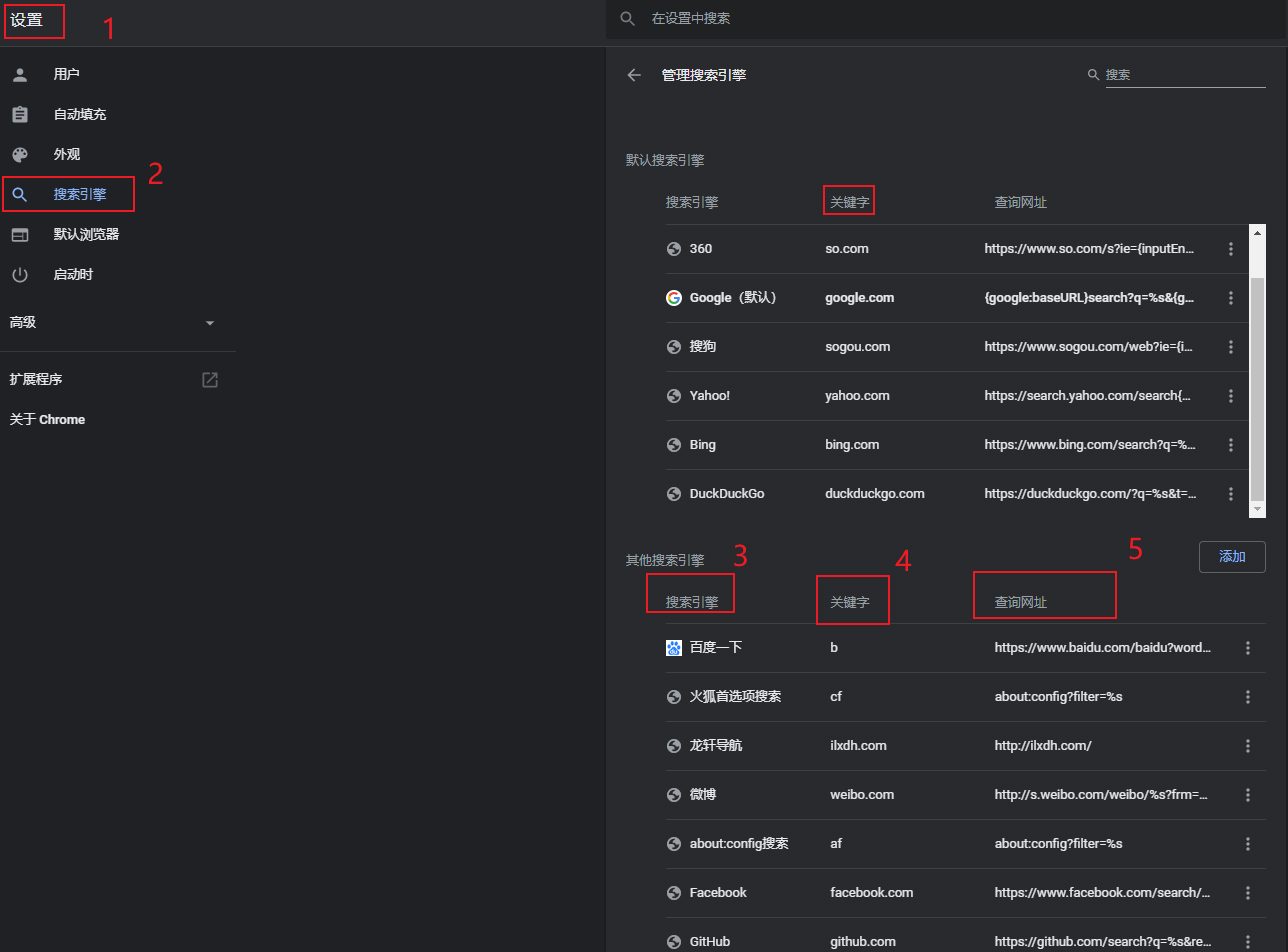 设置
1
在设置中搜索
用户
自动填充
外观
搜索引擎
2
默认浏览器
启动时
高级
扩展程序
关于 Chrome
管理搜索引擎
搜索
默认搜索引擎
搜索引擎 关键字 查询网址
360 so.com https://www.so.com/s?ie={inputEn...
Google（默认） google.com {google:baseURL}search?q=%s&{g...
搜狗 sogou.com https://www.sogou.com/web?ie={i...
Yahoo! yahoo.com https://search.yahoo.com/search{...
Bing bing.com https://www.bing.com/search?q=%...
DuckDuckGo duckduckgo.com https://duckduckgo.com/?q=%s&t=...
其他搜索引擎 3 4 5 添加
搜索引擎 关键字 查询网址
百度一下 b https://www.baidu.com/baidu?word...
火狐首选项搜索 cf about:config?filter=%s
龙轩导航 ilxdh.com http://ilxdh.com/
微博 weibo.com http://s.weibo.com/weibo/%s?frm=...
about:config搜索 af about:config?filter=%s
Facebook facebook.com https://www.facebook.com/search/...
GitHub github.com https://github.com/search?q=%s&re...